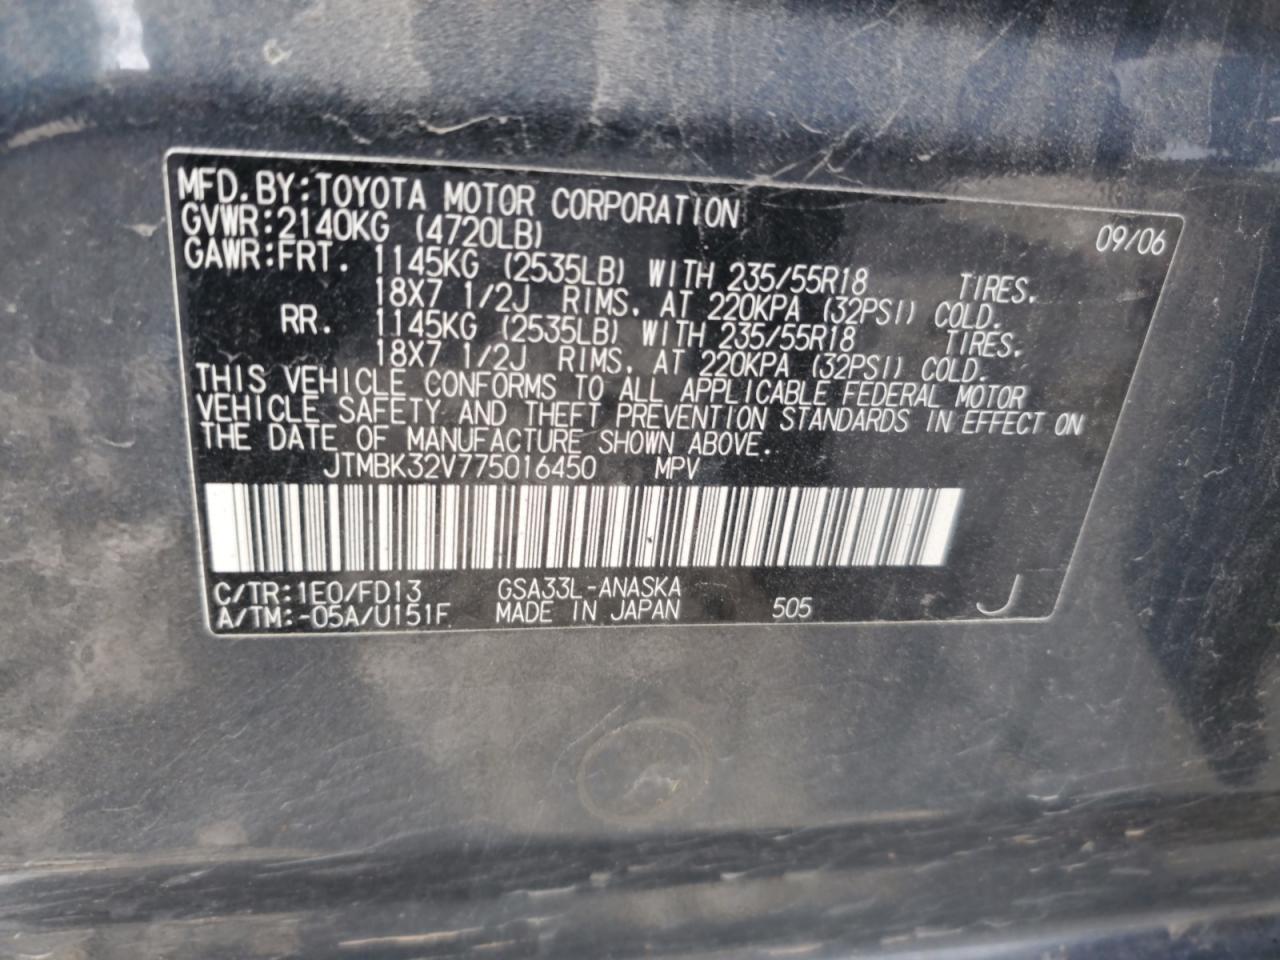 MFD.BY:TOYOTA MOTOR CORPORATION
GVWR:2140KG (4720LB) 09/06
GAWR:FRT. 1145KG (2535LB) WITH 235/55R18 TIRES,
18X7 1/2J RIMS, AT 220KPA (32PSI) COLD.
RR. 1145KG (2535LB) WITH 235/55R18 TIRES,
18X7 1/2J RIMS, AT 220KPA (32PSI) COLD.
THIS VEHICLE CONFORMS TO ALL APPLICABLE FEDERAL MOTOR
VEHICLE SAFETY AND THEFT PREVENTION STANDARDS IN EFFECT ON
THE DATE OF MANUFACTURE SHOWN ABOVE.
JTMBK32V775016450 MPV
C/TR:1E0/FD13 GSA33L-ANASKA
A/TM:-05A/U151F MADE IN JAPAN 505 J